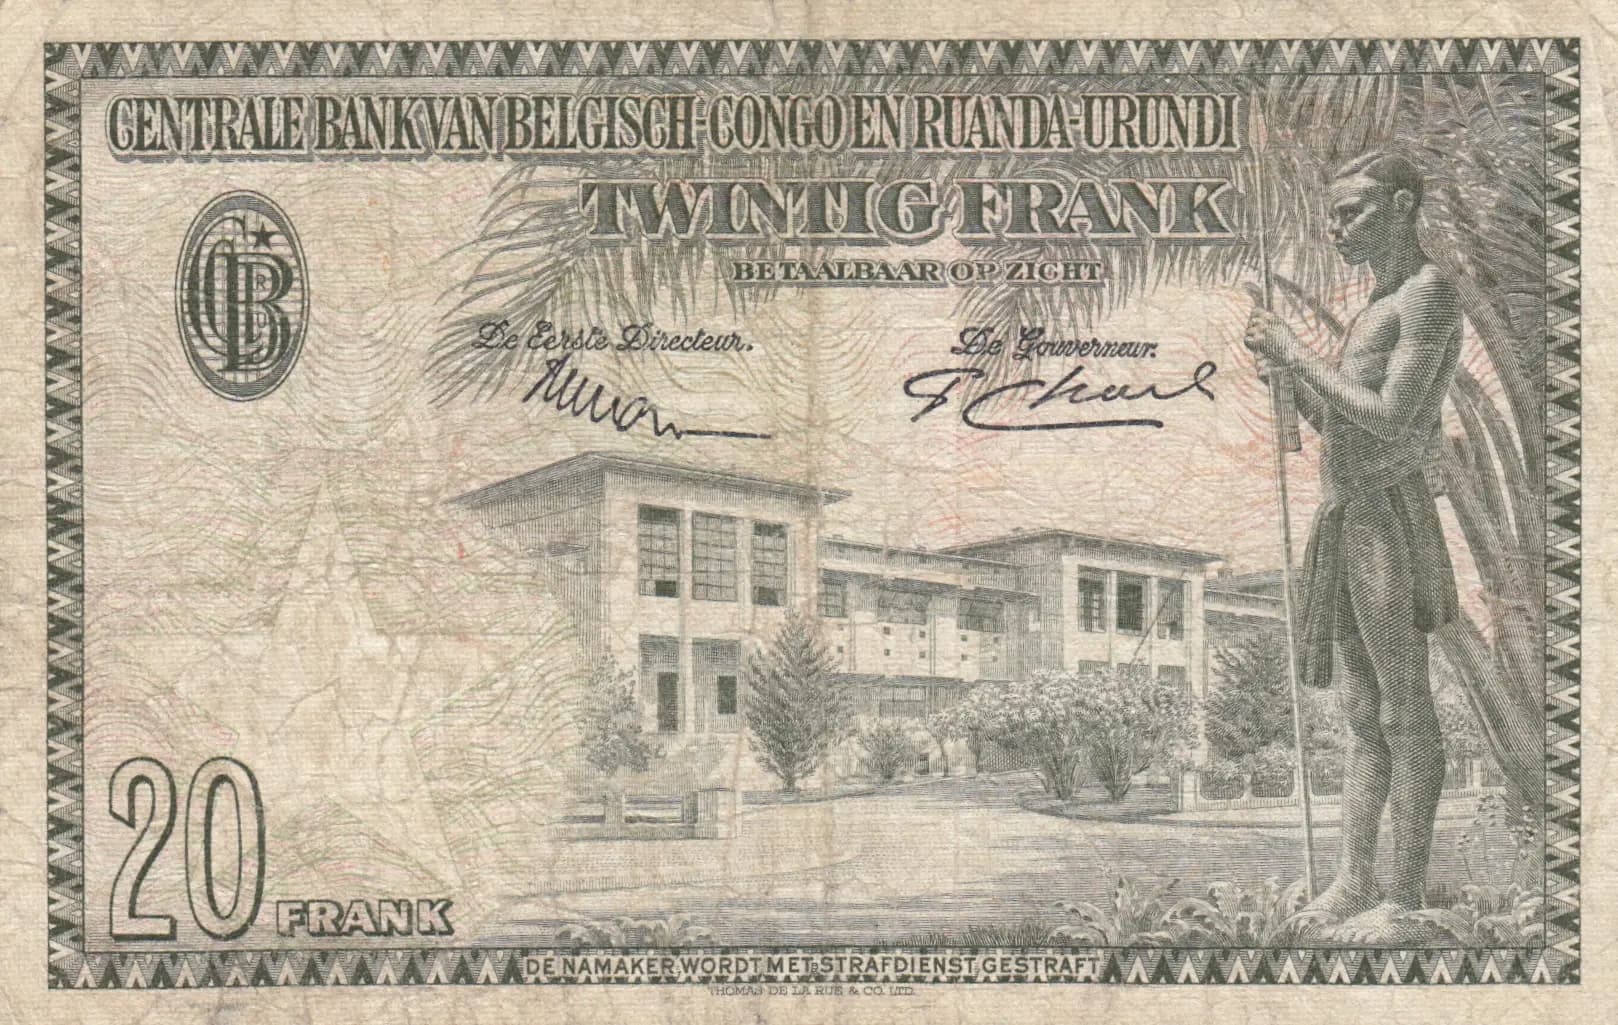 CENTRALE BANK VAN BELGISCH-CONGO EN RUANDA-URUNDI
TWINTIG FRANK
BETAALBAAR OP ZICHT
De Eerste Directeur.
De Gouverneur.
20 FRANK
DE NAMAKER WORDT MET STRAFDIENST GESTRAFT
THOMAS DE LA RUE & CO. LTD.